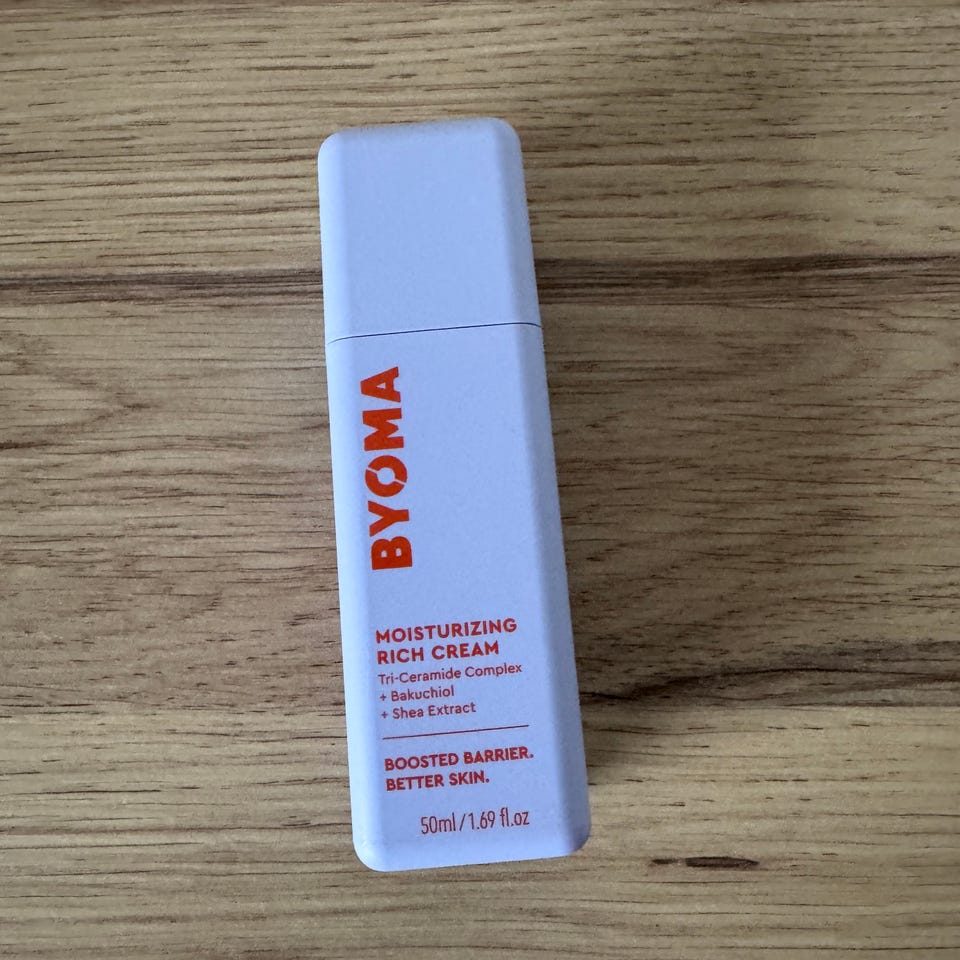 BYOMA
MOISTURIZING
RICH CREAM
Tri-Ceramide Complex
+ Bakuchiol
+ Shea Extract
BOOSTED BARRIER.
BETTER SKIN.
50ml/1.69 fl.oz